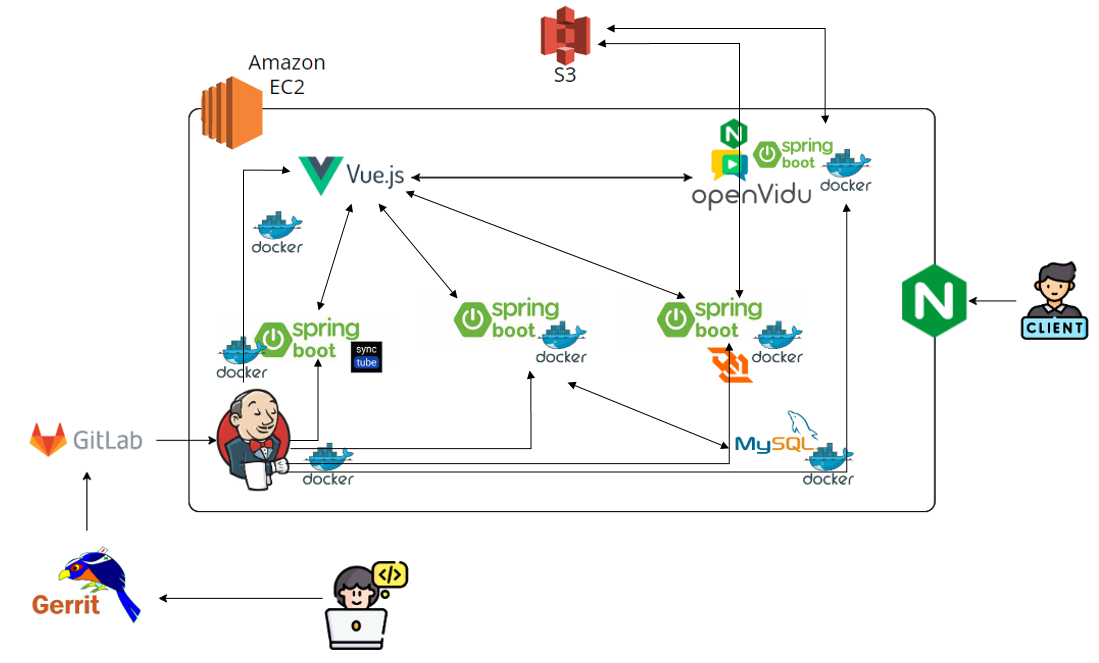 S3
Amazon
EC2
Vue.js
spring
boot
openVidu
docker
docker
spring
boot
docker
sync
tube
spring
boot
docker
spring
boot
docker
CLIENT
GitLab
docker
MySQL
docker
Gerrit
</>